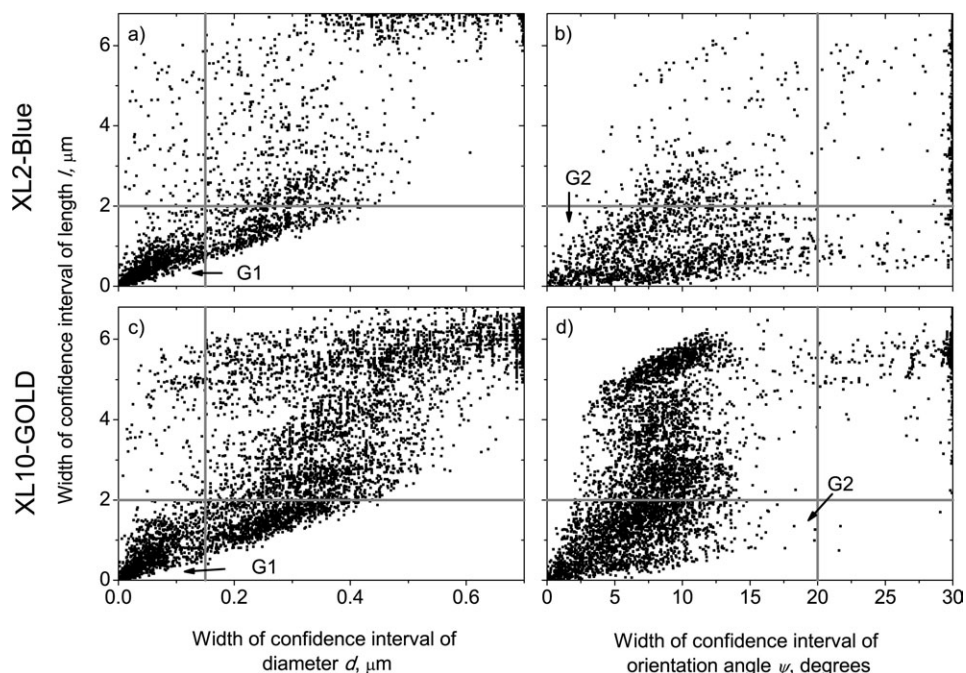 XL2-Blue
XL10-GOLD
Width of confidence interval of length l, μm
a)
6
4
2
0
G1
b)
G2
c)
6
4
2
0
G1
0.0 0.2 0.4 0.6
d)
G2
0 5 10 15 20 25 30
Width of confidence interval of
diameter d, μm
Width of confidence interval of
orientation angle ψ, degrees